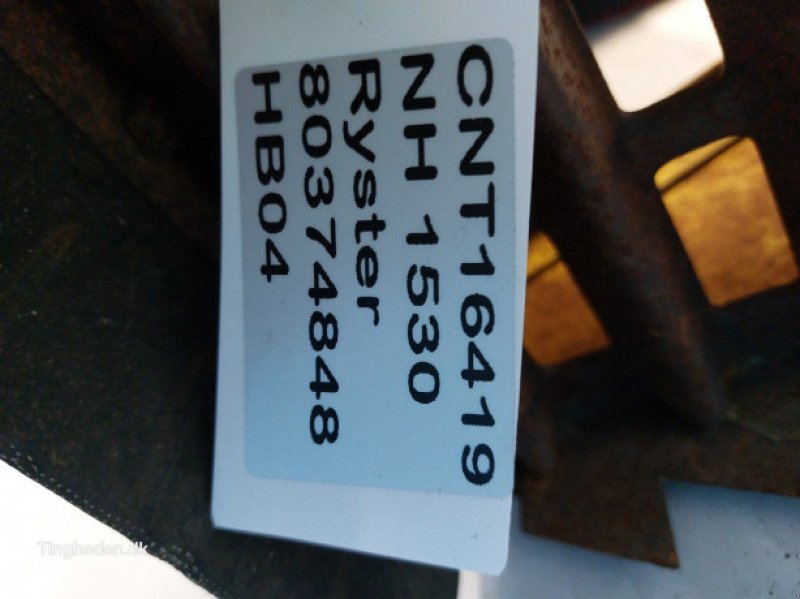 CNT16419
NH 1530
Ryster
80374848
HB04
Tingheden.dk